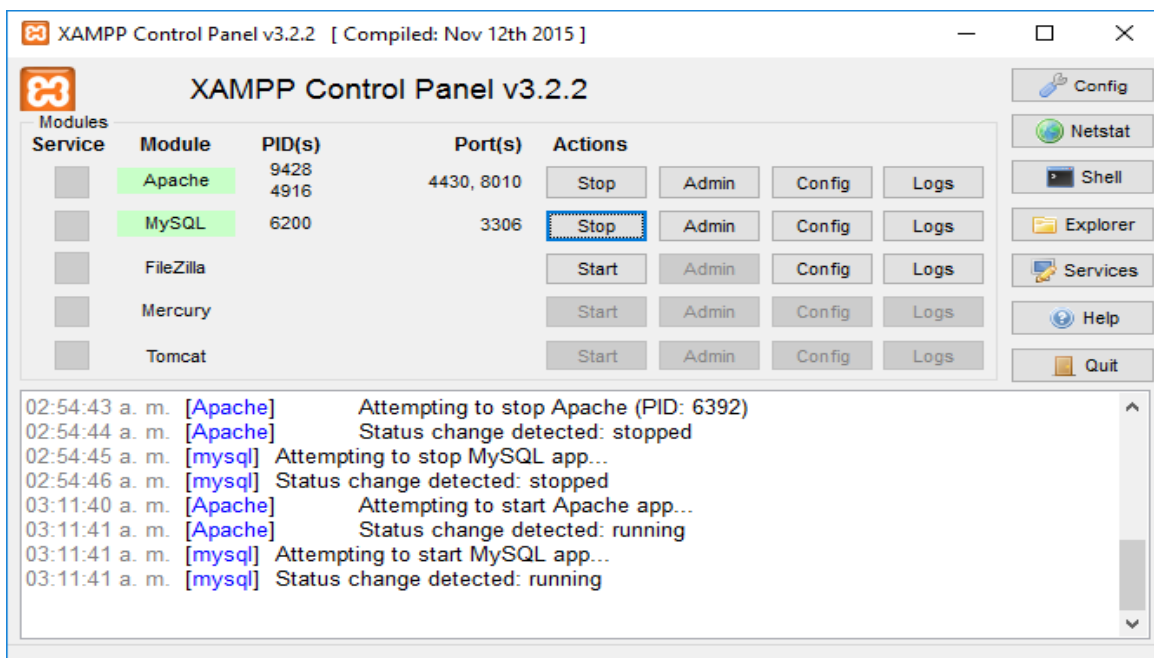 XAMPP Control Panel v3.2.2 [ Compiled: Nov 12th 2015 ]
XAMPP Control Panel v3.2.2
Config
Modules
Service Module PID(s) Port(s) Actions
Netstat
Apache 9428 4916 4430, 8010 Stop Admin Config Logs
Shell
MySQL 6200 3306 Stop Admin Config Logs
Explorer
FileZilla Start Admin Config Logs
Services
Mercury Start Admin Config Logs
Help
Tomcat Start Admin Config Logs
Quit
02:54:43 a. m. [Apache] Attempting to stop Apache (PID: 6392)
02:54:44 a. m. [Apache] Status change detected: stopped
02:54:45 a. m. [mysql] Attempting to stop MySQL app...
02:54:46 a. m. [mysql] Status change detected: stopped
03:11:40 a. m. [Apache] Attempting to start Apache app...
03:11:41 a. m. [Apache] Status change detected: running
03:11:41 a. m. [mysql] Attempting to start MySQL app...
03:11:41 a. m. [mysql] Status change detected: running